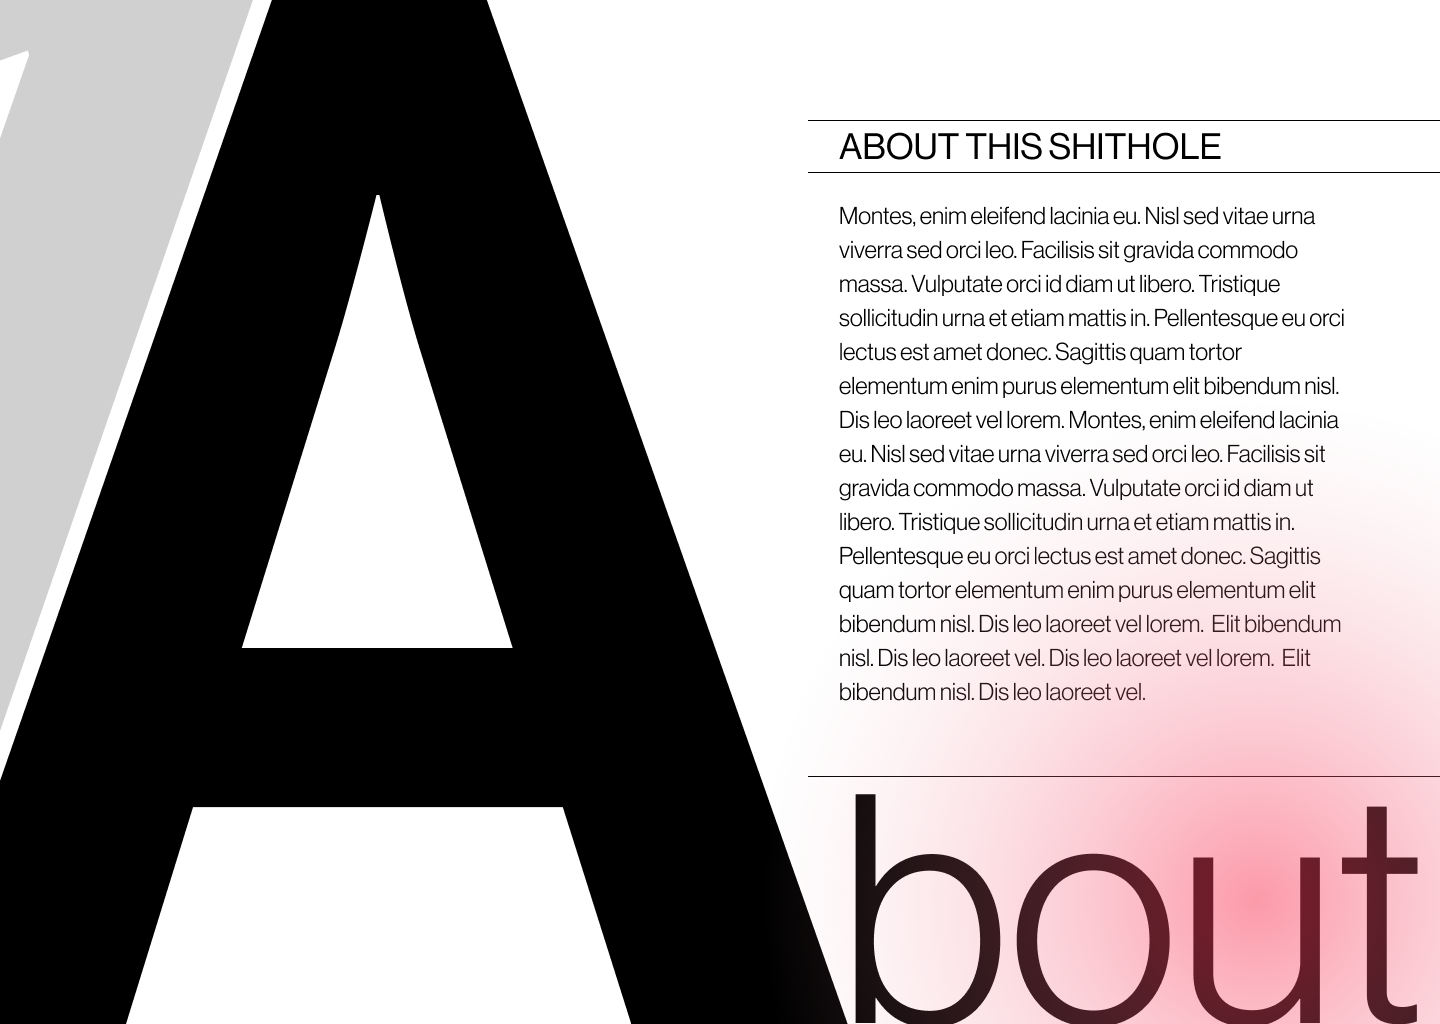 1
A
ABOUT THIS SHITHOLE
Montes, enim eleifend lacinia eu. Nisl sed vitae urna
viverra sed orci leo. Facilisis sit gravida commodo
massa. Vulputate orci id diam ut libero. Tristique
sollicitudin urna et etiam mattis in. Pellentesque eu orci
lectus est amet donec. Sagittis quam tortor
elementum enim purus elementum elit bibendum nisl.
Dis leo laoreet vel lorem. Montes, enim eleifend lacinia
eu. Nisl sed vitae urna viverra sed orci leo. Facilisis sit
gravida commodo massa. Vulputate orci id diam ut
libero. Tristique sollicitudin urna et etiam mattis in.
Pellentesque eu orci lectus est amet donec. Sagittis
quam tortor elementum enim purus elementum elit
bibendum nisl. Dis leo laoreet vel lorem.  Elit bibendum
nisl. Dis leo laoreet vel. Dis leo laoreet vel lorem.  Elit
bibendum nisl. Dis leo laoreet vel.
bout